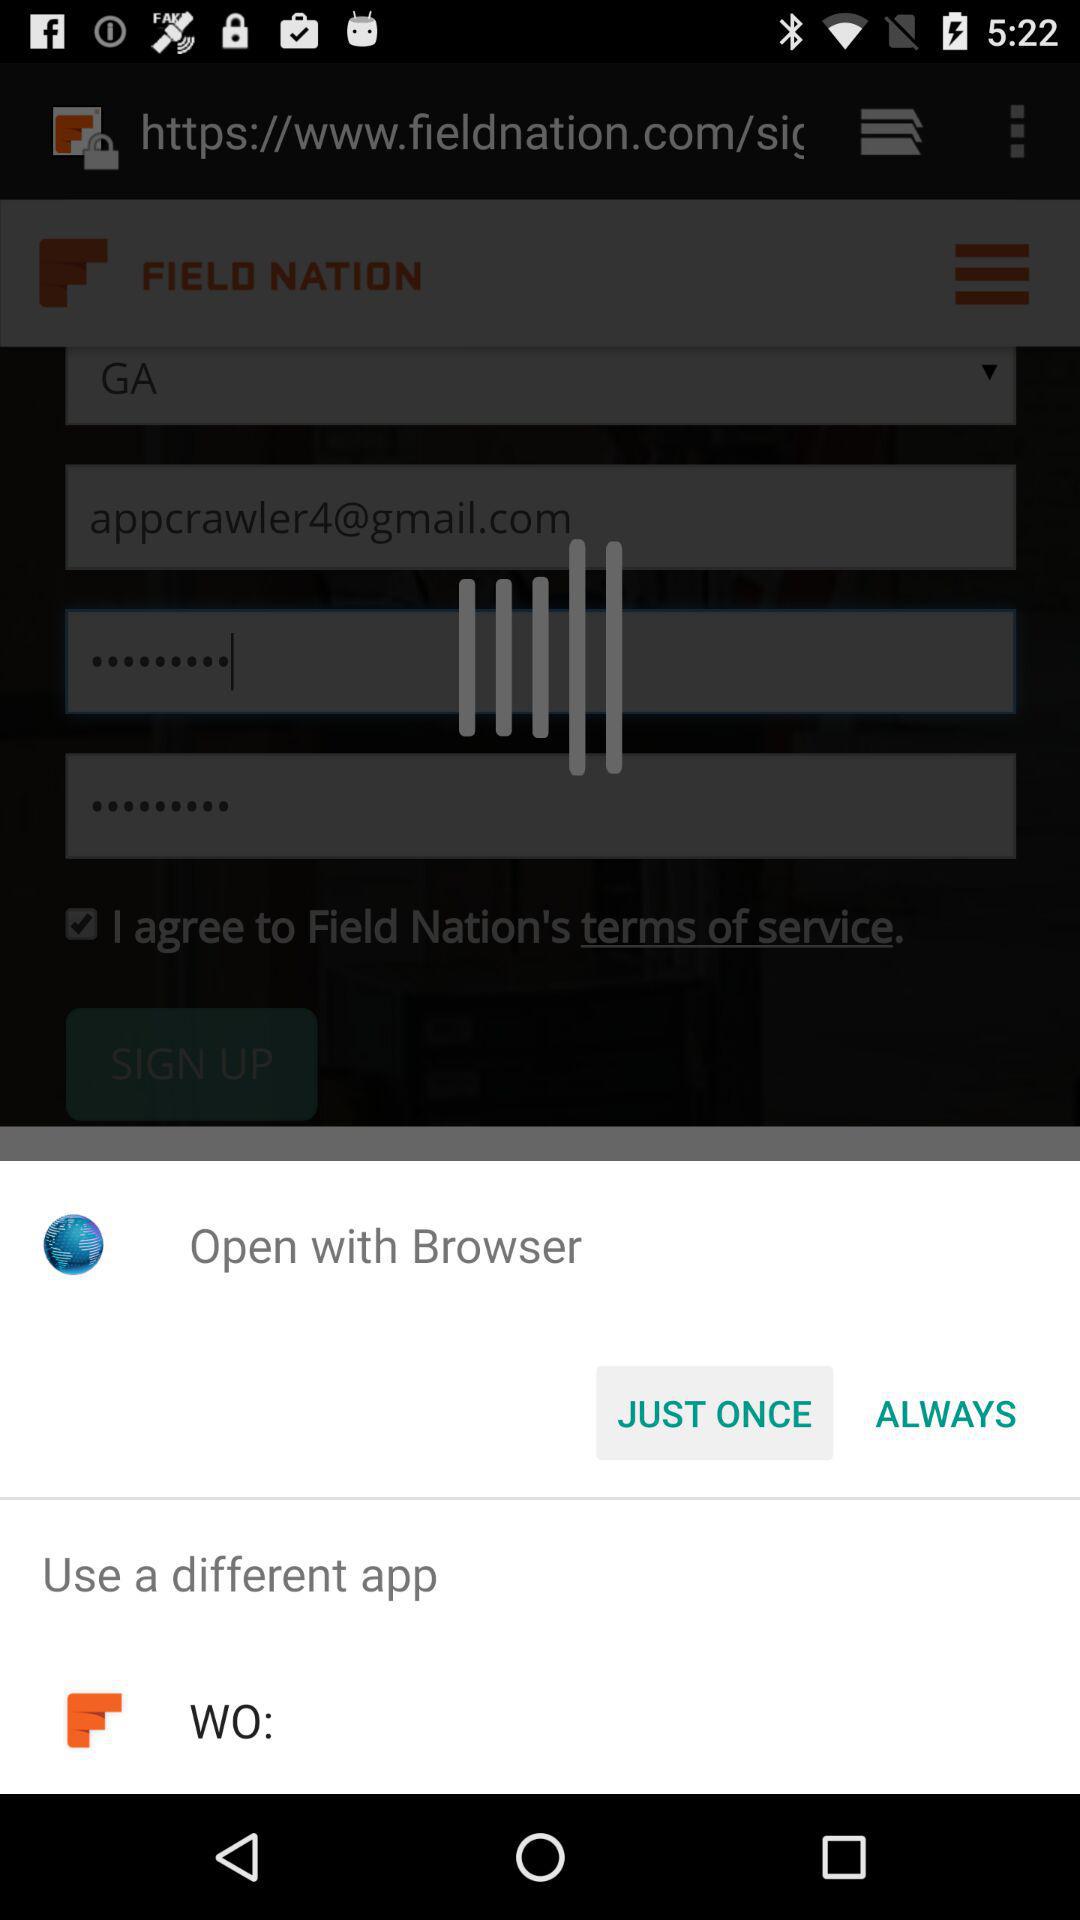 FAKE
5:22
https://www.fieldnation.com/sig
FIELD NATION
GA
appcrawler4@gmail.com
•••••••••
•••••••••
I agree to Field Nation's terms of service.
SIGN UP
Open with Browser
JUST ONCE
ALWAYS
Use a different app
WO: